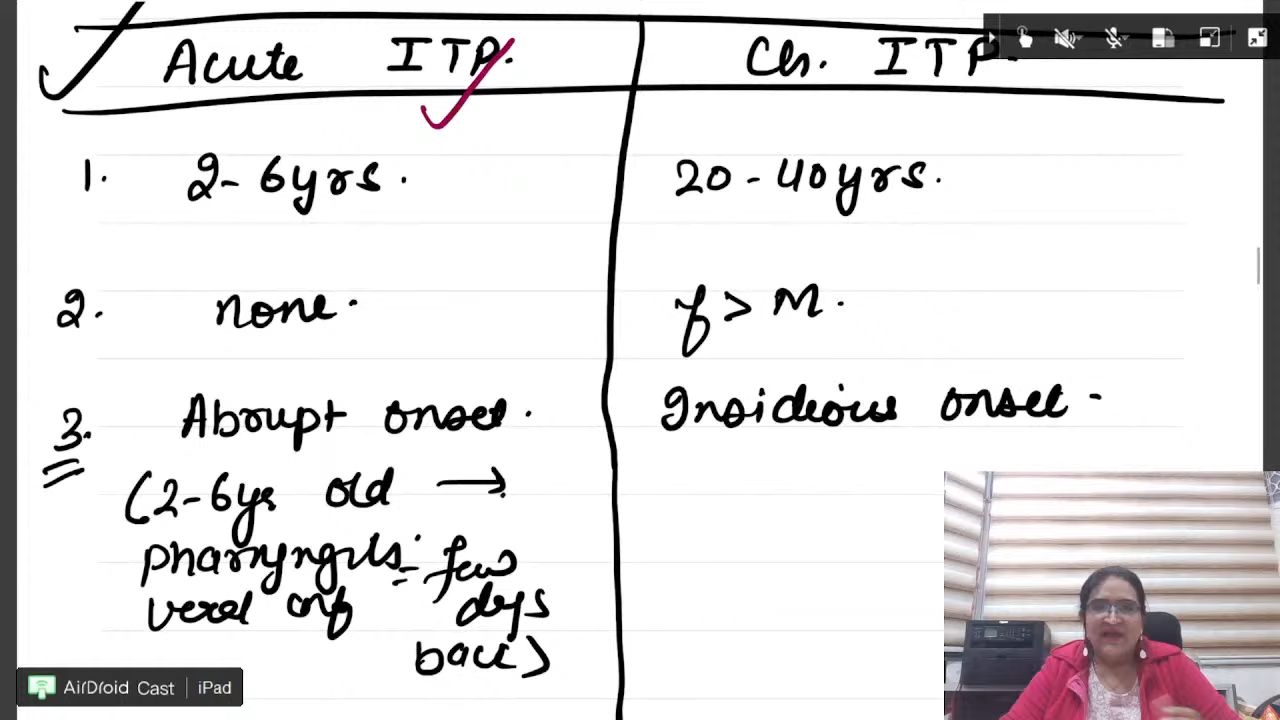 Acute ITP. Ch. ITP.
1. 2-6yrs. 20-40yrs.
2. none. f > M.
3. Abrupt onset. Insidious onset-
(2-6yrs old →
pharyngitis- few
viral inf days
back)
AirDroid Cast iPad